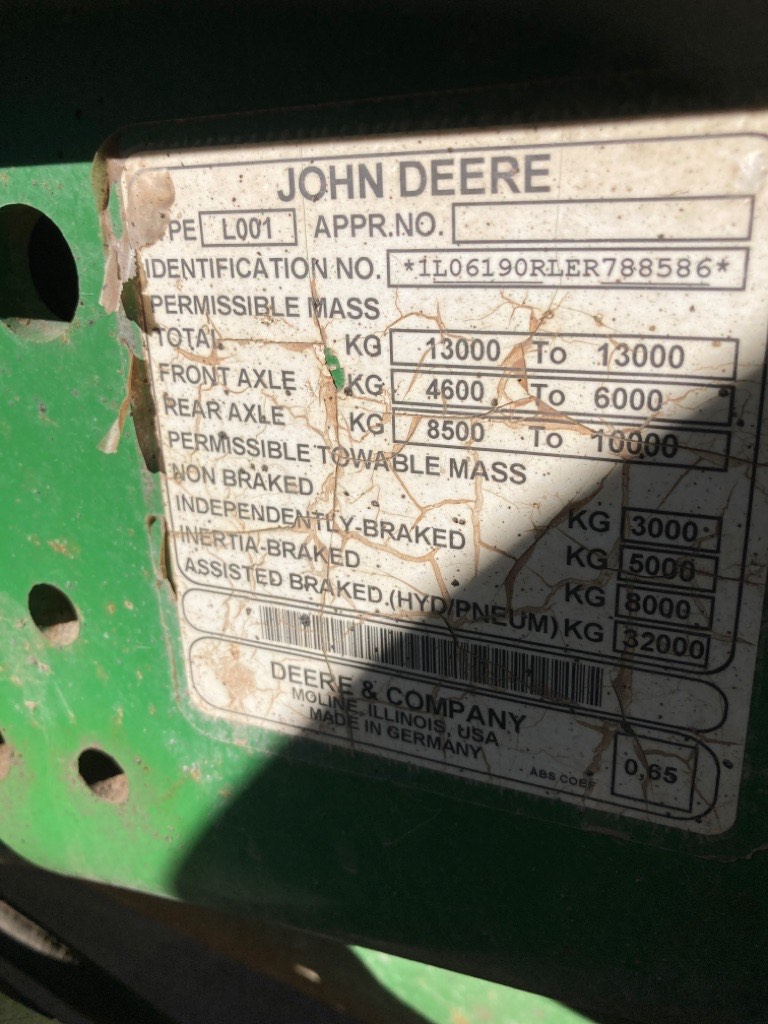 JOHN DEERE
PE L001 APPR.NO.
IDENTIFICATION NO. *1L06190RLER788586*
PERMISSIBLE MASS
TOTAL KG 13000 To 13000
FRONT AXLE KG 4600 To 6000
REAR AXLE KG 8500 To 10000
PERMISSIBLE TOWABLE MASS
NON BRAKED KG 3000
INDEPENDENTLY-BRAKED KG 5000
INERTIA-BRAKED KG 8000
ASSISTED BRAKED.(HYD/PNEUM) KG 32000
DEERE & COMPANY
MOLINE, ILLINOIS, USA
MADE IN GERMANY
ABS COEF 0,65